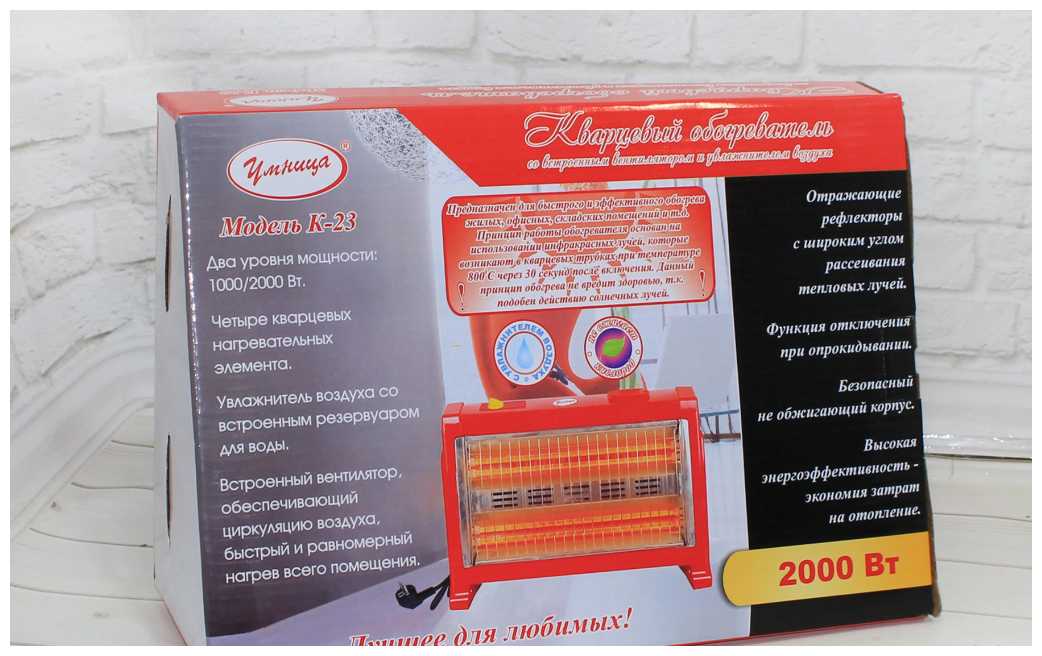 Кварцевый обогреватель
со встроенным вентилятором и увлажнителем воздуха
Умница
®
Модель К-23
Два уровня мощности:
1000/2000 Вт.
Четыре кварцевых
нагревательных
элемента.
Увлажнитель воздуха со
встроенным резервуаром
для воды.
Встроенный вентилятор,
обеспечивающий
циркуляцию воздуха,
быстрый и равномерный
нагрев всего помещения.
Предназначен для быстрого и эффективного обогрева
жилых, офисных, складских помещений и т.д.
Принцип работы обогревателя основан на
использовании инфракрасных лучей, которые
возникают в кварцевых трубках при температуре
800 С через 30 секунд после включения. Данный
принцип обогрева не вредит здоровью, т.к.
! подобен действию солнечных лучей. !
С УВЛАЖНИТЕЛЕМ ВОЗДУХА
Умница
Отражающие
рефлекторы
с широким углом
рассеивания
тепловых лучей.
Функция отключения
при опрокидывании.
Безопасный
не обжигающий корпус.
Высокая
энергоэффективность -
экономия затрат
на отопление.
2000 Вт
Лучшее для любимых!